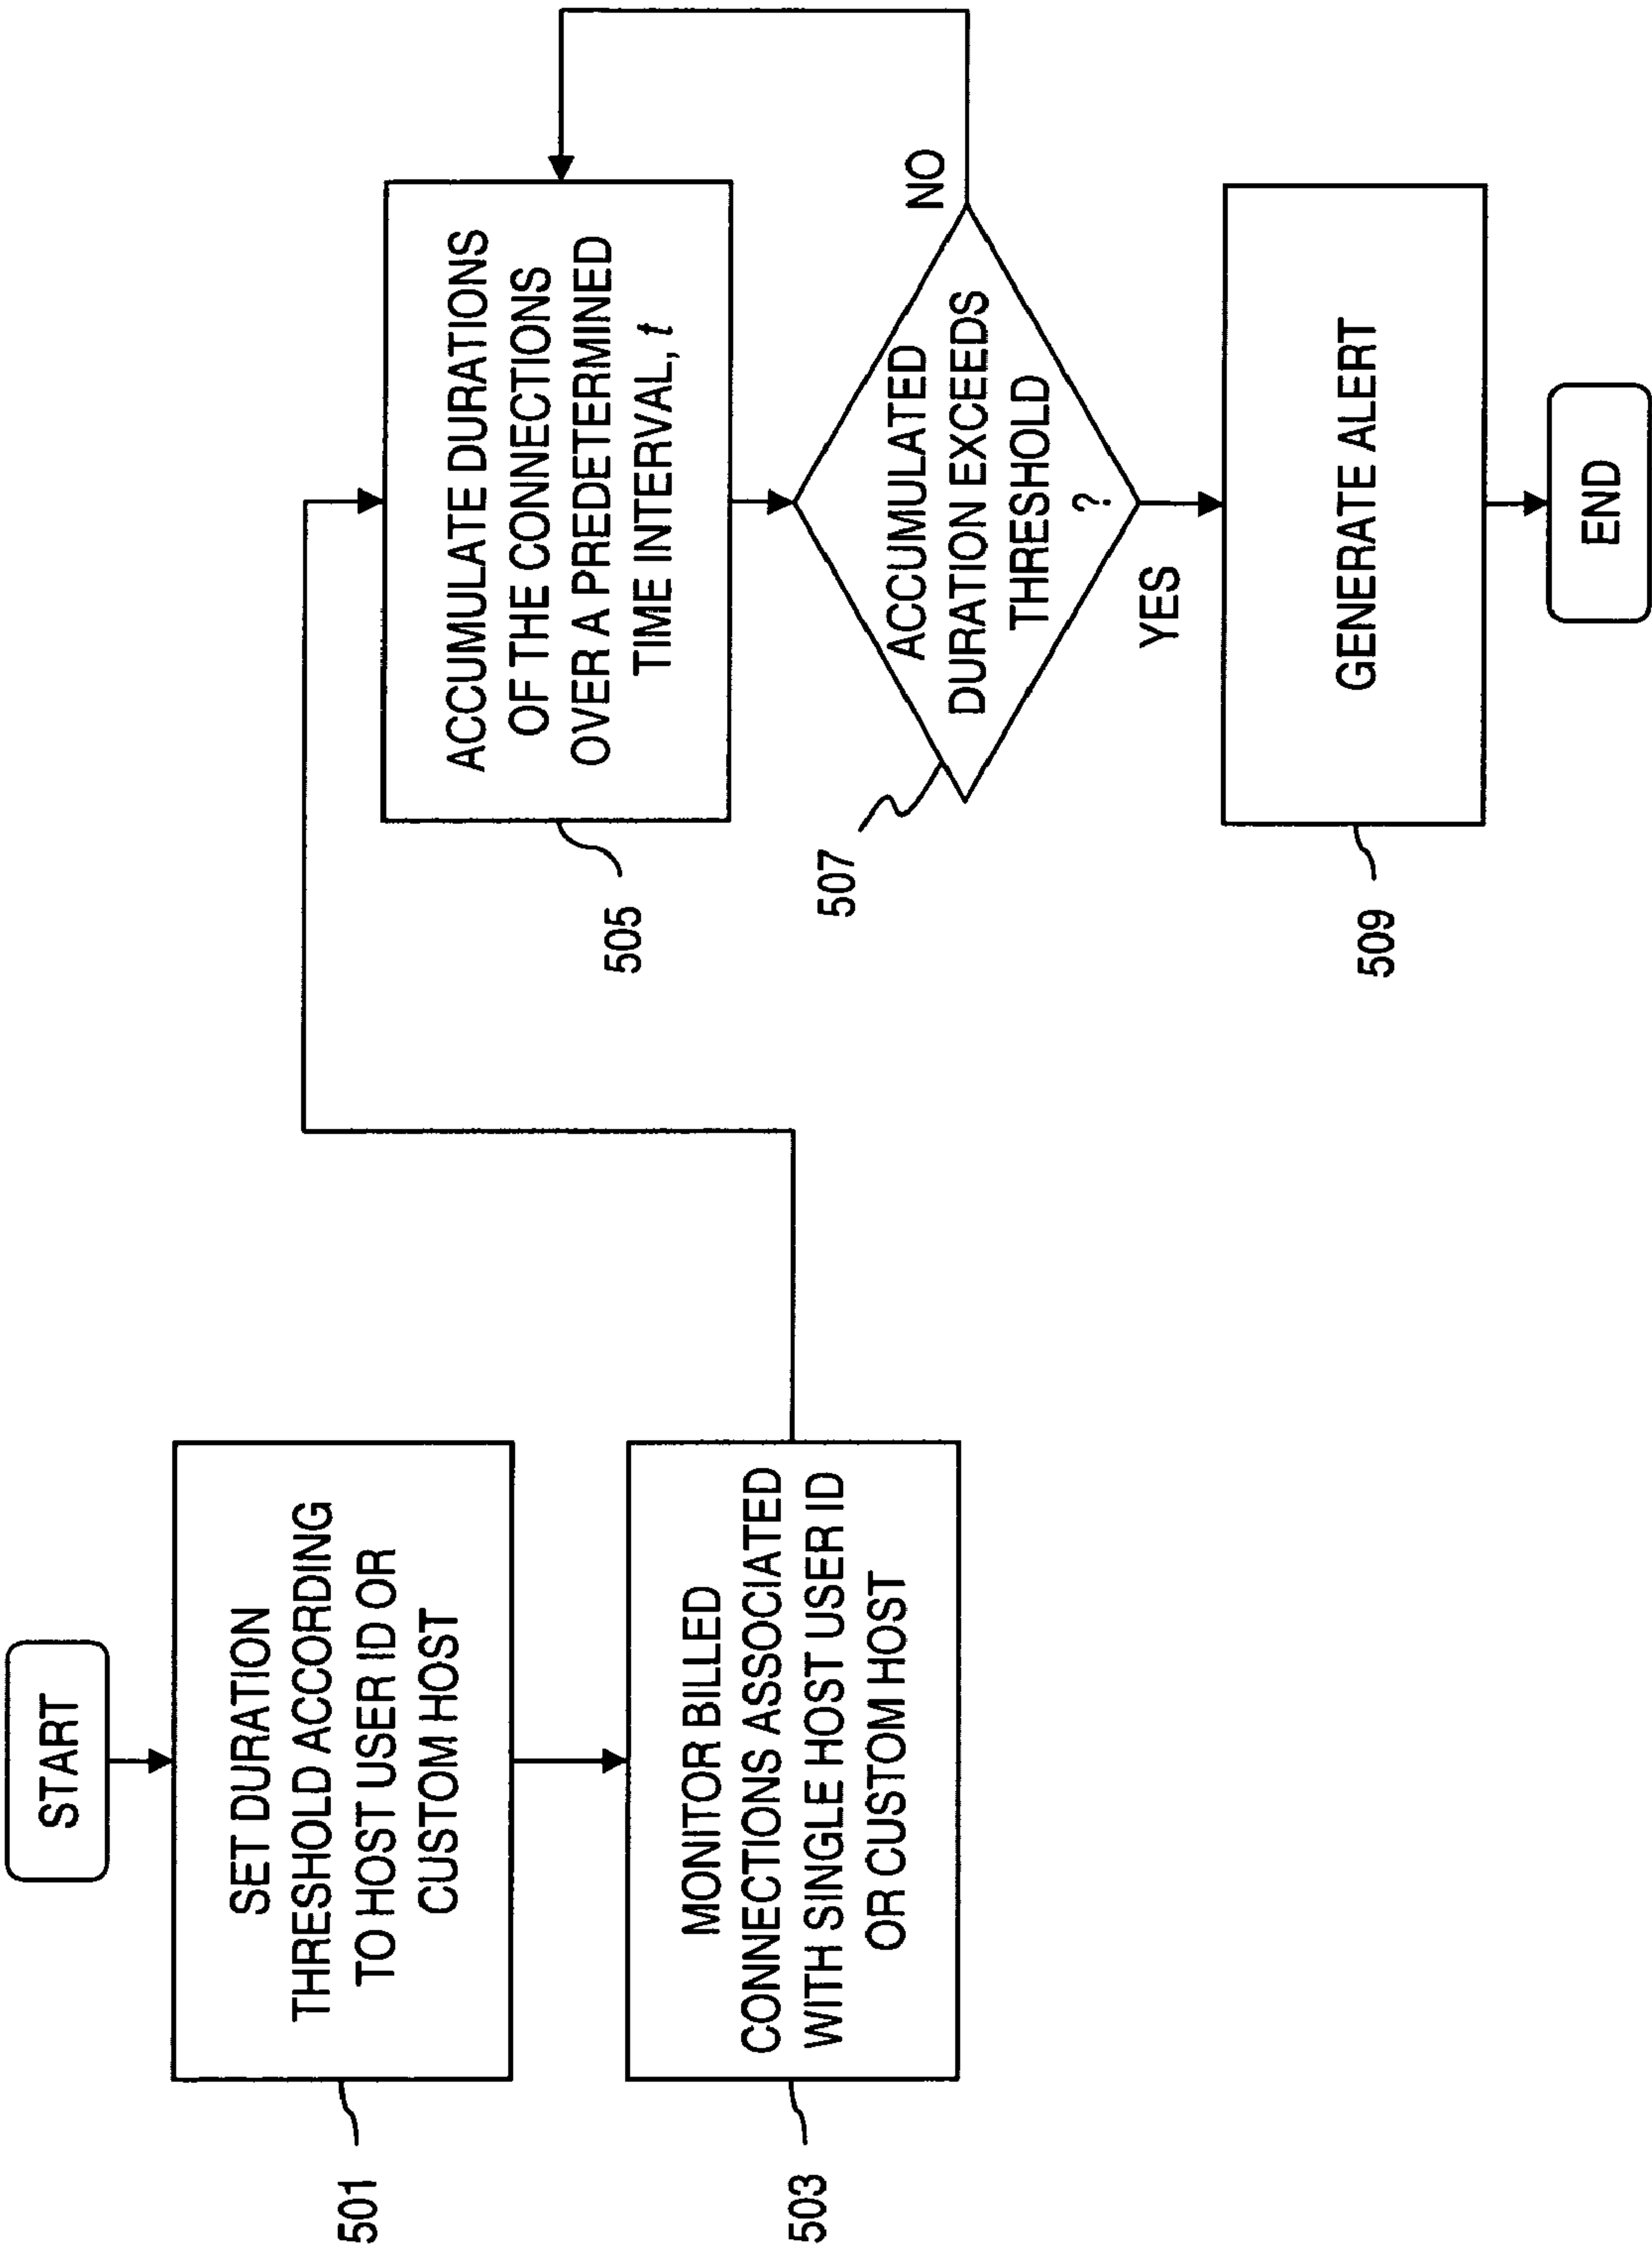 START
SET DURATION
THRESHOLD ACCORDING
TO HOST USER ID OR
CUSTOM HOST
501
MONITOR BILLED
CONNECTIONS ASSOCIATED
WITH SINGLE HOST USER ID
OR CUSTOM HOST
503
ACCUMULATE DURATIONS
OF THE CONNECTIONS
OVER A PREDETERMINED
TIME INTERVAL, t
505
ACCUMULATED
DURATION EXCEEDS
THRESHOLD
?
507
NO
YES
GENERATE ALERT
509
END